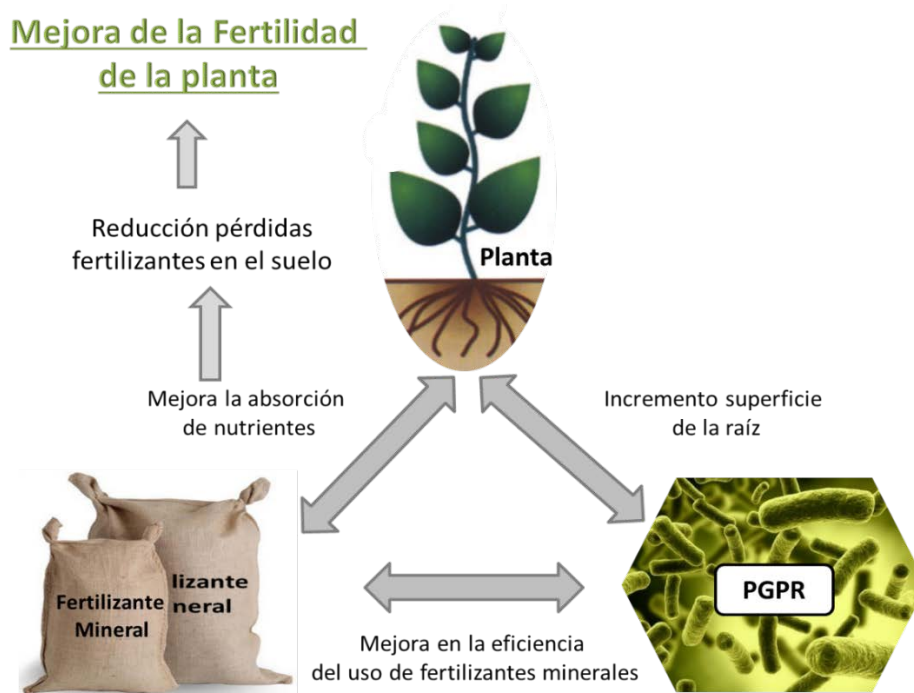 Mejora de la Fertilidad
de la planta
Reducción pérdidas
fertilizantes en el suelo
Planta
Mejora la absorción
de nutrientes
Incremento superficie
de la raíz
lizante
neral
Fertilizante
Mineral
PGPR
Mejora en la eficiencia
del uso de fertilizantes minerales